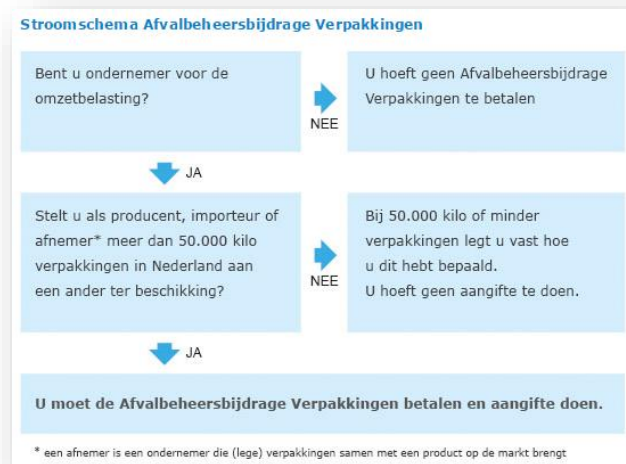 Stroomschema Afvalbeheersbijdrage Verpakkingen
Bent u ondernemer voor de
omzetbelasting?
NEE
U hoeft geen Afvalbeheersbijdrage
Verpakkingen te betalen
JA
Stelt u als producent, importeur of
afnemer* meer dan 50.000 kilo
verpakkingen in Nederland aan
een ander ter beschikking?
NEE
Bij 50.000 kilo of minder
verpakkingen legt u vast hoe
u dit hebt bepaald.
U hoeft geen aangifte te doen.
JA
U moet de Afvalbeheersbijdrage Verpakkingen betalen en aangifte doen.
* een afnemer is een ondernemer die (lege) verpakkingen samen met een product op de markt brengt